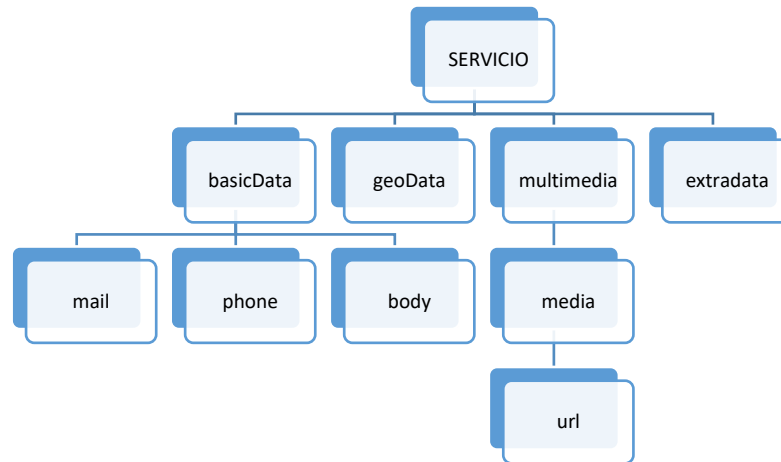 SERVICIO
basicData
geoData
multimedia
extradata
mail
phone
body
media
url